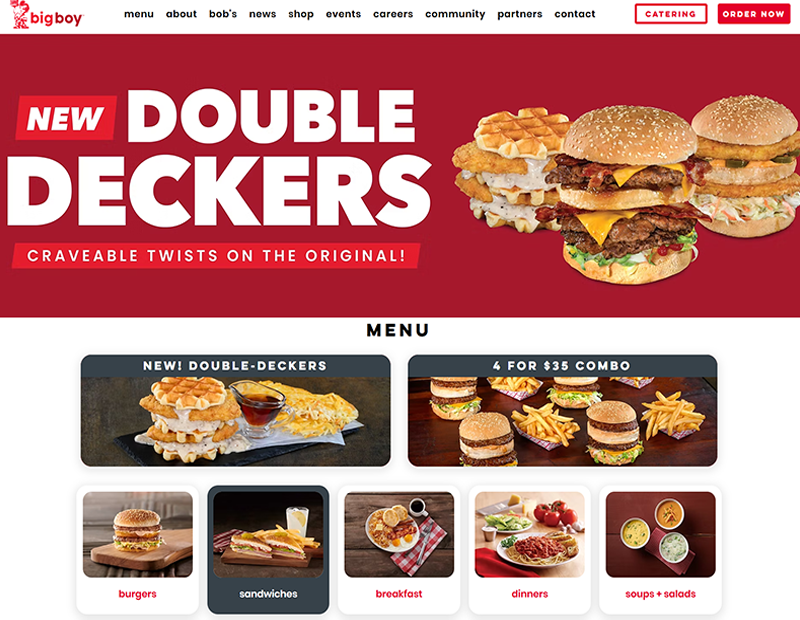 bigboy
menu about bob's news shop events careers community partners contact
CATERING
ORDER NOW
NEW DOUBLE
DECKERS
CRAVEABLE TWISTS ON THE ORIGINAL!
MENU
NEW! DOUBLE-DECKERS
4 FOR $35 COMBO
burgers
sandwiches
breakfast
dinners
soups + salads